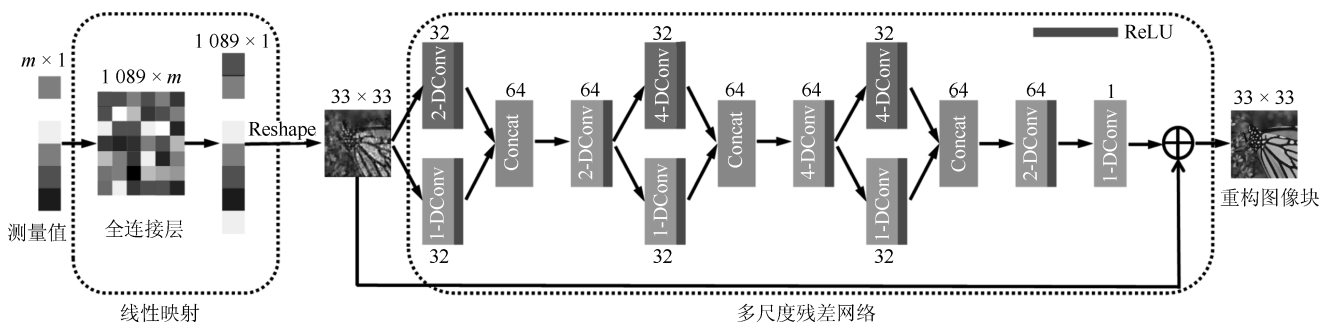 m × 1
测量值
1 089 × m
全连接层
1 089 × 1
线性映射
Reshape
33 × 33
32
2-DConv
1-DConv
32
64
Concat
64
2-DConv
32
4-DConv
1-DConv
32
64
Concat
64
4-DConv
32
4-DConv
1-DConv
32
64
Concat
64
2-DConv
1
1-DConv
ReLU
33 × 33
重构图像块
多尺度残差网络